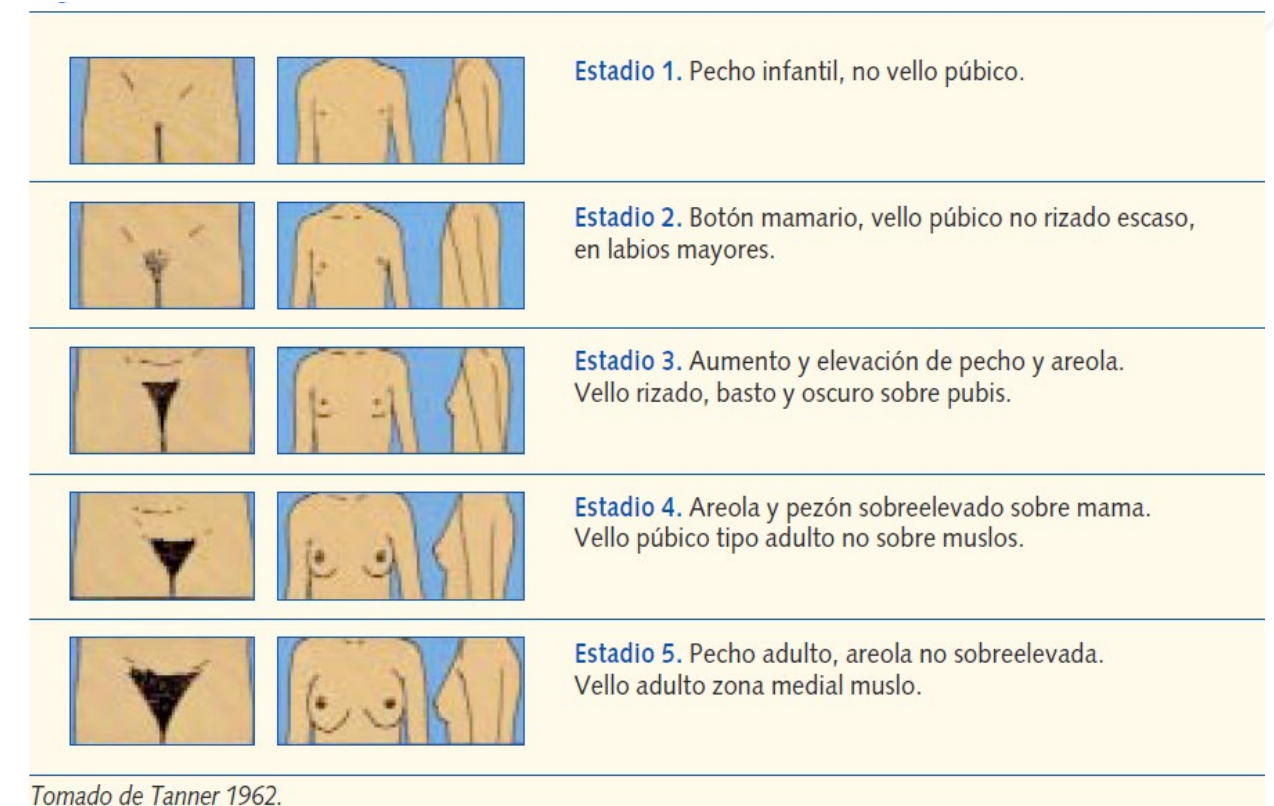 Estadio 1. Pecho infantil, no vello púbico.
Estadio 2. Botón mamario, vello púbico no rizado escaso,
en labios mayores.
Estadio 3. Aumento y elevación de pecho y areola.
Vello rizado, basto y oscuro sobre pubis.
Estadio 4. Areola y pezón sobreelevado sobre mama.
Vello púbico tipo adulto no sobre muslos.
Estadio 5. Pecho adulto, areola no sobreelevada.
Vello adulto zona medial muslo.
Tomado de Tanner 1962.